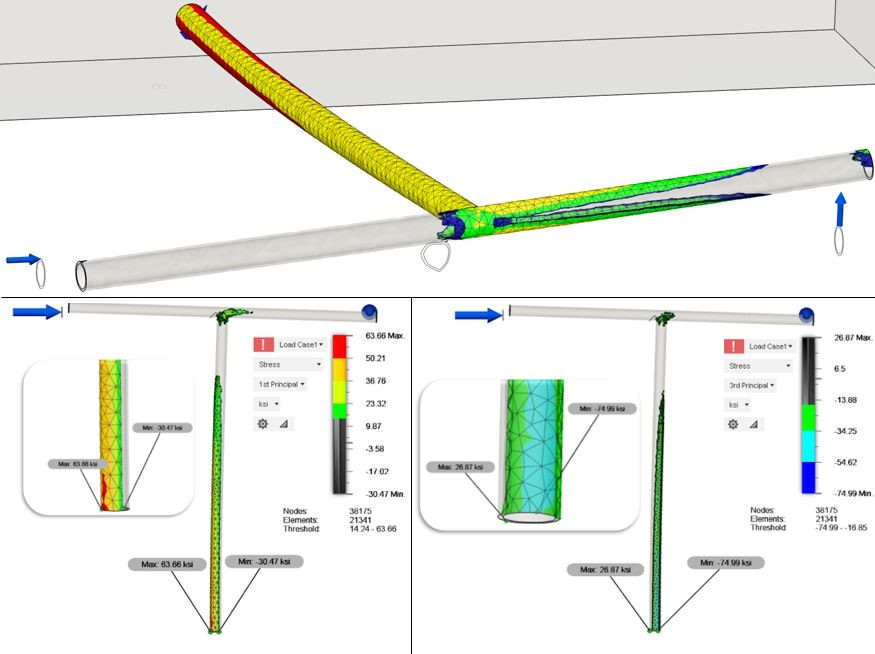 Load Case1
Stress
1st Principal
ksi
63.66 Max.
50.21
36.76
23.32
9.87
-3.58
-17.02
-30.47 Min.
Nodes: 38175
Elements: 21341
Threshold: 14.24 - 63.66
Min: -30.47 ksi
Max: 63.66 ksi
Max: 63.66 ksi
Min: -30.47 ksi
Load Case1
Stress
3rd Principal
ksi
26.87 Max
6.5
-13.88
-34.25
-54.62
-74.99 Min.
Nodes: 38175
Elements: 21341
Threshold: -74.99 - -16.85
Min: -74.99 ksi
Max: 26.87 ksi
Max: 26.87 ksi
Min: -74.99 ksi